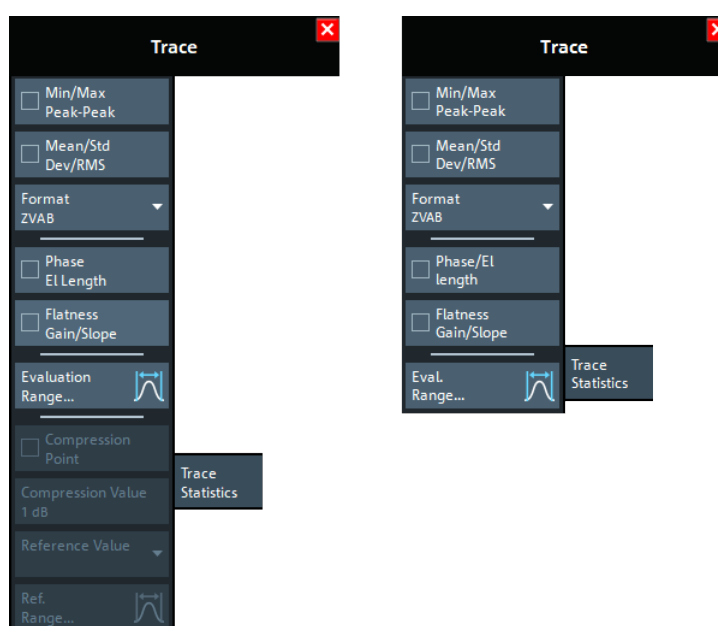 Trace
Min/Max
Peak-Peak
Mean/Std
Dev/RMS
Format
ZVAB
Phase
El Length
Flatness
Gain/Slope
Evaluation
Range...
Compression
Point
Compression Value
1 dB
Reference Value
Ref.
Range...
Trace
Statistics
Trace
Min/Max
Peak-Peak
Mean/Std
Dev/RMS
Format
ZVAB
Phase/El
length
Flatness
Gain/Slope
Eval.
Range...
Trace
Statistics